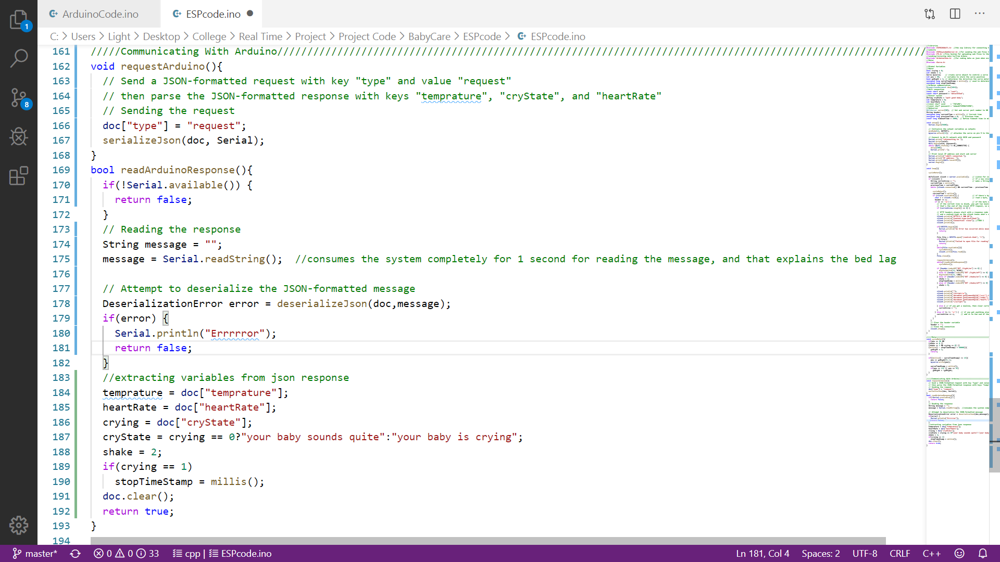 ArduinoCode.ino
ESPcode.ino
C: > Users > Light > Desktop > College > Real Time > Project > Project Code > BabyCare > ESPcode > ESPcode.ino
161 /////Communicating With Arduino////////////////////////////////////////////////////////////////////////////////////////////////////////////
162 void requestArduino(){
163 // Send a JSON-formatted request with key "type" and value "request"
164 // then parse the JSON-formatted response with keys "temprature", "cryState", and "heartRate"
165 // Sending the request
166 doc["type"] = "request";
167 serializeJson(doc, Serial);
168 }
169 bool readArduinoResponse(){
170 if(!Serial.available()) {
171 return false;
172 }
173 // Reading the response
174 String message = "";
175 message = Serial.readString();  //consumes the system completely for 1 second for reading the message, and that explains the bed lag
176
177 // Attempt to deserialize the JSON-formatted message
178 DeserializationError error = deserializeJson(doc,message);
179 if(error) {
180 Serial.println("Errrrror");
181 return false;
182 }
183 //extracting variables from json response
184 temprature = doc["temprature"];
185 heartRate = doc["heartRate"];
186 crying = doc["cryState"];
187 cryState = crying == 0?"your baby sounds quite":"your baby is crying";
188 shake = 2;
189 if(crying == 1)
190 stopTimeStamp = millis();
191 doc.clear();
192 return true;
193 }
194
1
8
master* 0 0 33 cpp | ESPcode.ino Ln 181, Col 4 Spaces: 2 UTF-8 CRLF C++